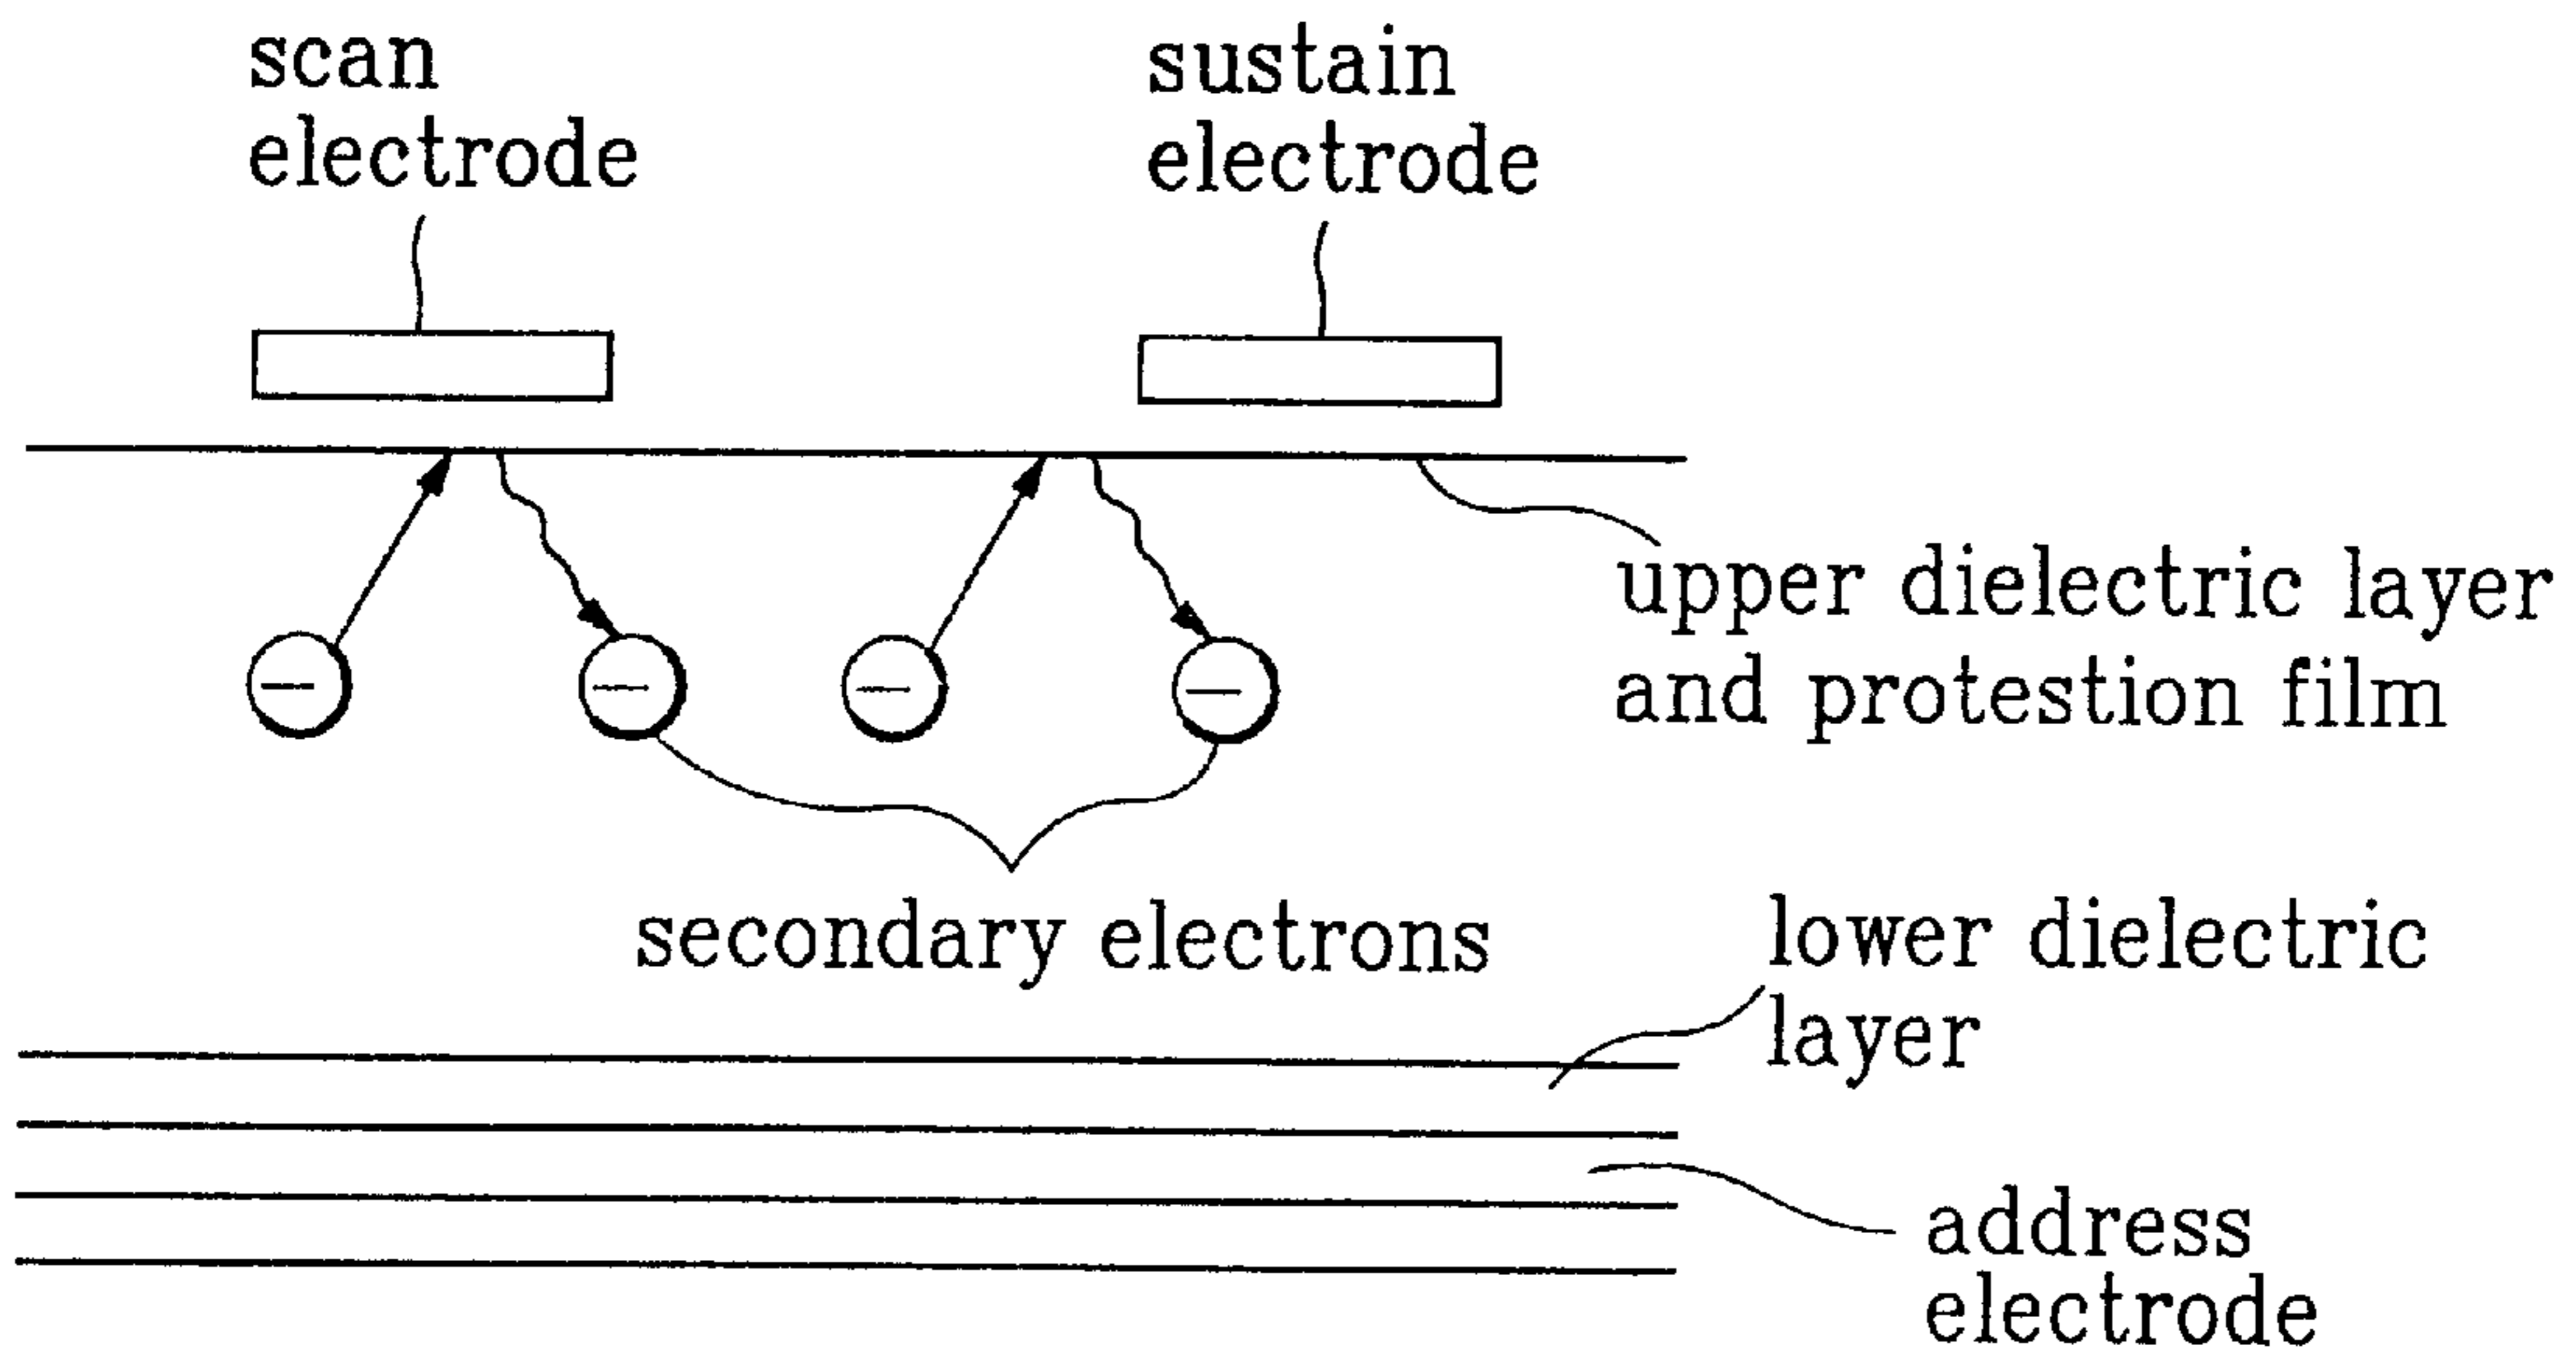 scan
electrode
sustain
electrode
upper dielectric layer
and protestion film
secondary electrons
lower dielectric
layer
address
electrode